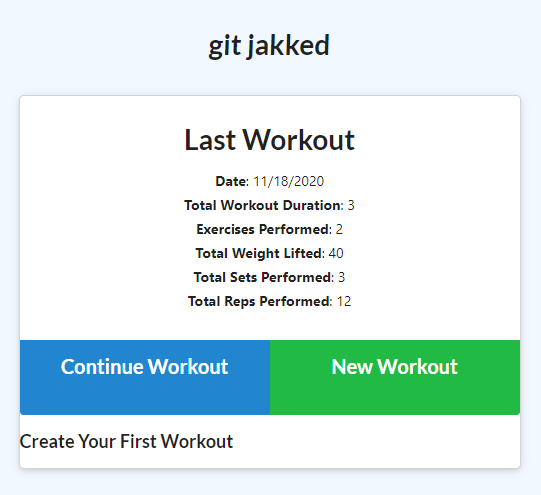 git jakked
Last Workout
Date: 11/18/2020
Total Workout Duration: 3
Exercises Performed: 2
Total Weight Lifted: 40
Total Sets Performed: 3
Total Reps Performed: 12
Continue Workout
New Workout
Create Your First Workout